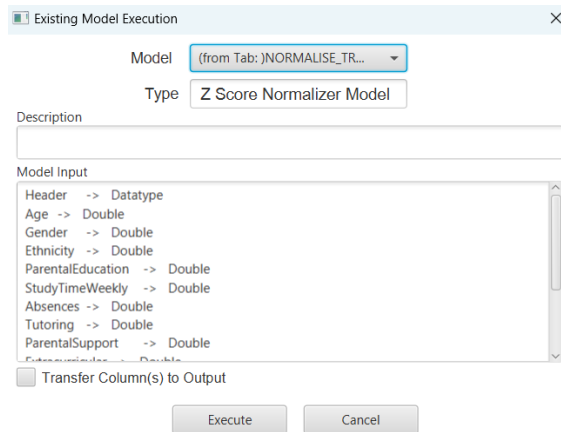 Existing Model Execution
Model (from Tab: )NORMALISE_TR...
Type Z Score Normalizer Model
Description
Model Input
Header -> Datatype
Age -> Double
Gender -> Double
Ethnicity -> Double
ParentalEducation -> Double
StudyTimeWeekly -> Double
Absences -> Double
Tutoring -> Double
ParentalSupport -> Double
Extracurricular -> Double
Transfer Column(s) to Output
Execute Cancel